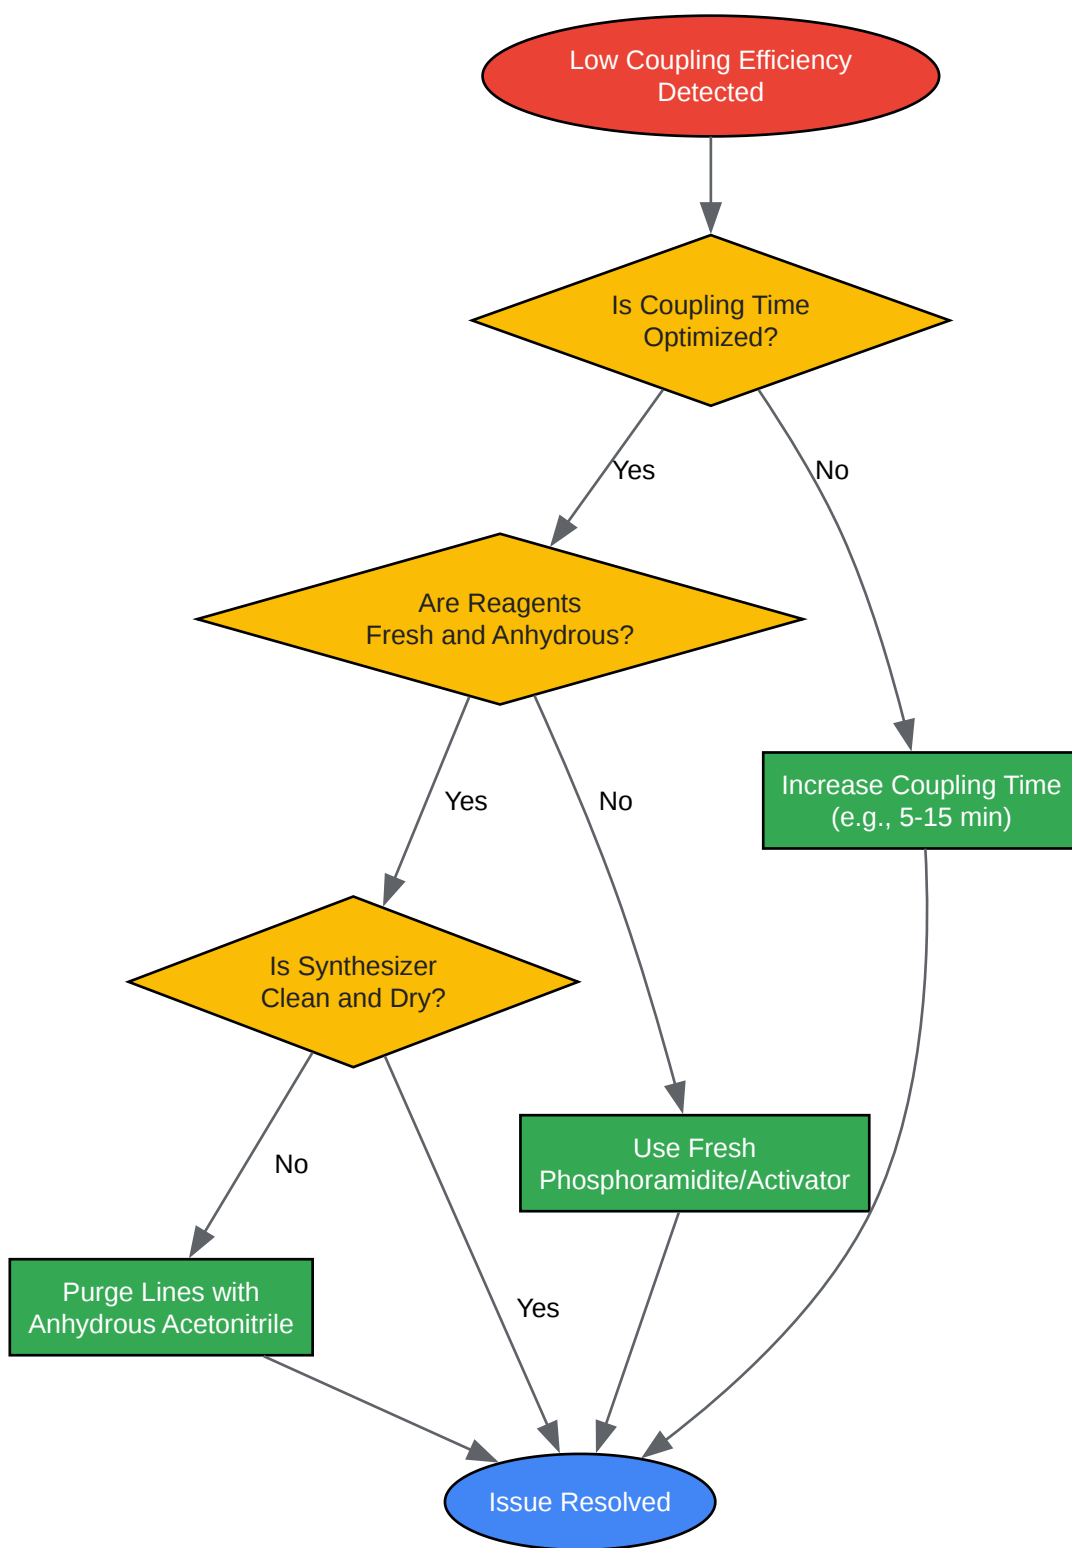 Low Coupling Efficiency
Detected
Is Coupling Time
Optimized?
Yes
No
Are Reagents
Fresh and Anhydrous?
Increase Coupling Time
(e.g., 5-15 min)
Yes
No
Is Synthesizer
Clean and Dry?
Use Fresh
Phosphoramidite/Activator
No
Purge Lines with
Anhydrous Acetonitrile
Yes
Issue Resolved